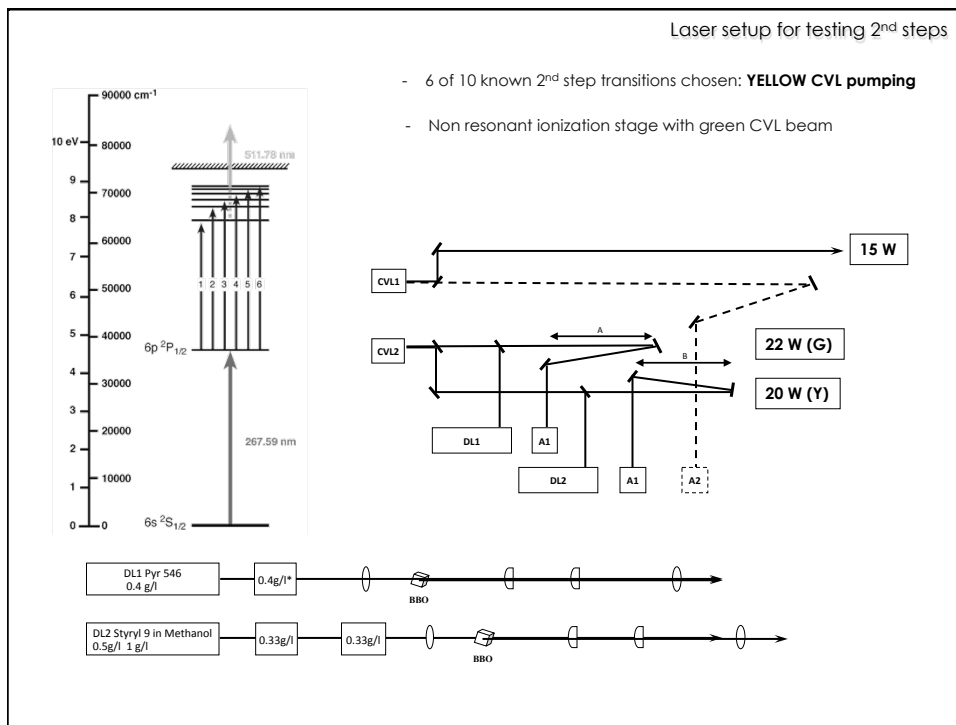 Laser setup for testing 2nd steps
- 6 of 10 known 2nd step transitions chosen: YELLOW CVL pumping
- Non resonant ionization stage with green CVL beam
90000 cm-1
10 eV
80000
9
70000
8
60000
7
50000
6
40000
5
4
30000
3
20000
2
10000
1
0
0
511.78 nm
1 2 3 4 5 6
6p 2P1/2
267.59 nm
6s 2S1/2
15 W
CVL1
A
CVL2
22 W (G)
B
20 W (Y)
DL1
A1
DL2
A1
A2
DL1 Pyr 546
0.4 g/l
0.4g/l*
BBO
DL2 Styryl 9 in Methanol
0.5g/l 1 g/l
0.33g/l
0.33g/l
BBO